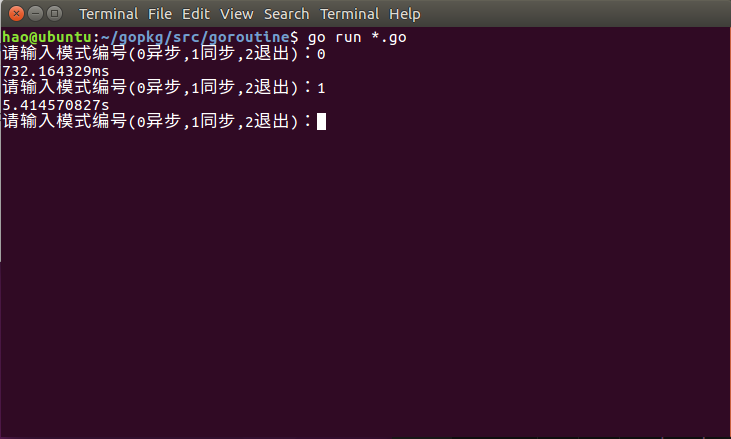 Terminal File Edit View Search Terminal Help
hao@ubuntu:~/gopkg/src/goroutine$ go run *.go
请输入模式编号(0异步,1同步,2退出)：0
732.164329ms
请输入模式编号(0异步,1同步,2退出)：1
5.414570827s
请输入模式编号(0异步,1同步,2退出)：